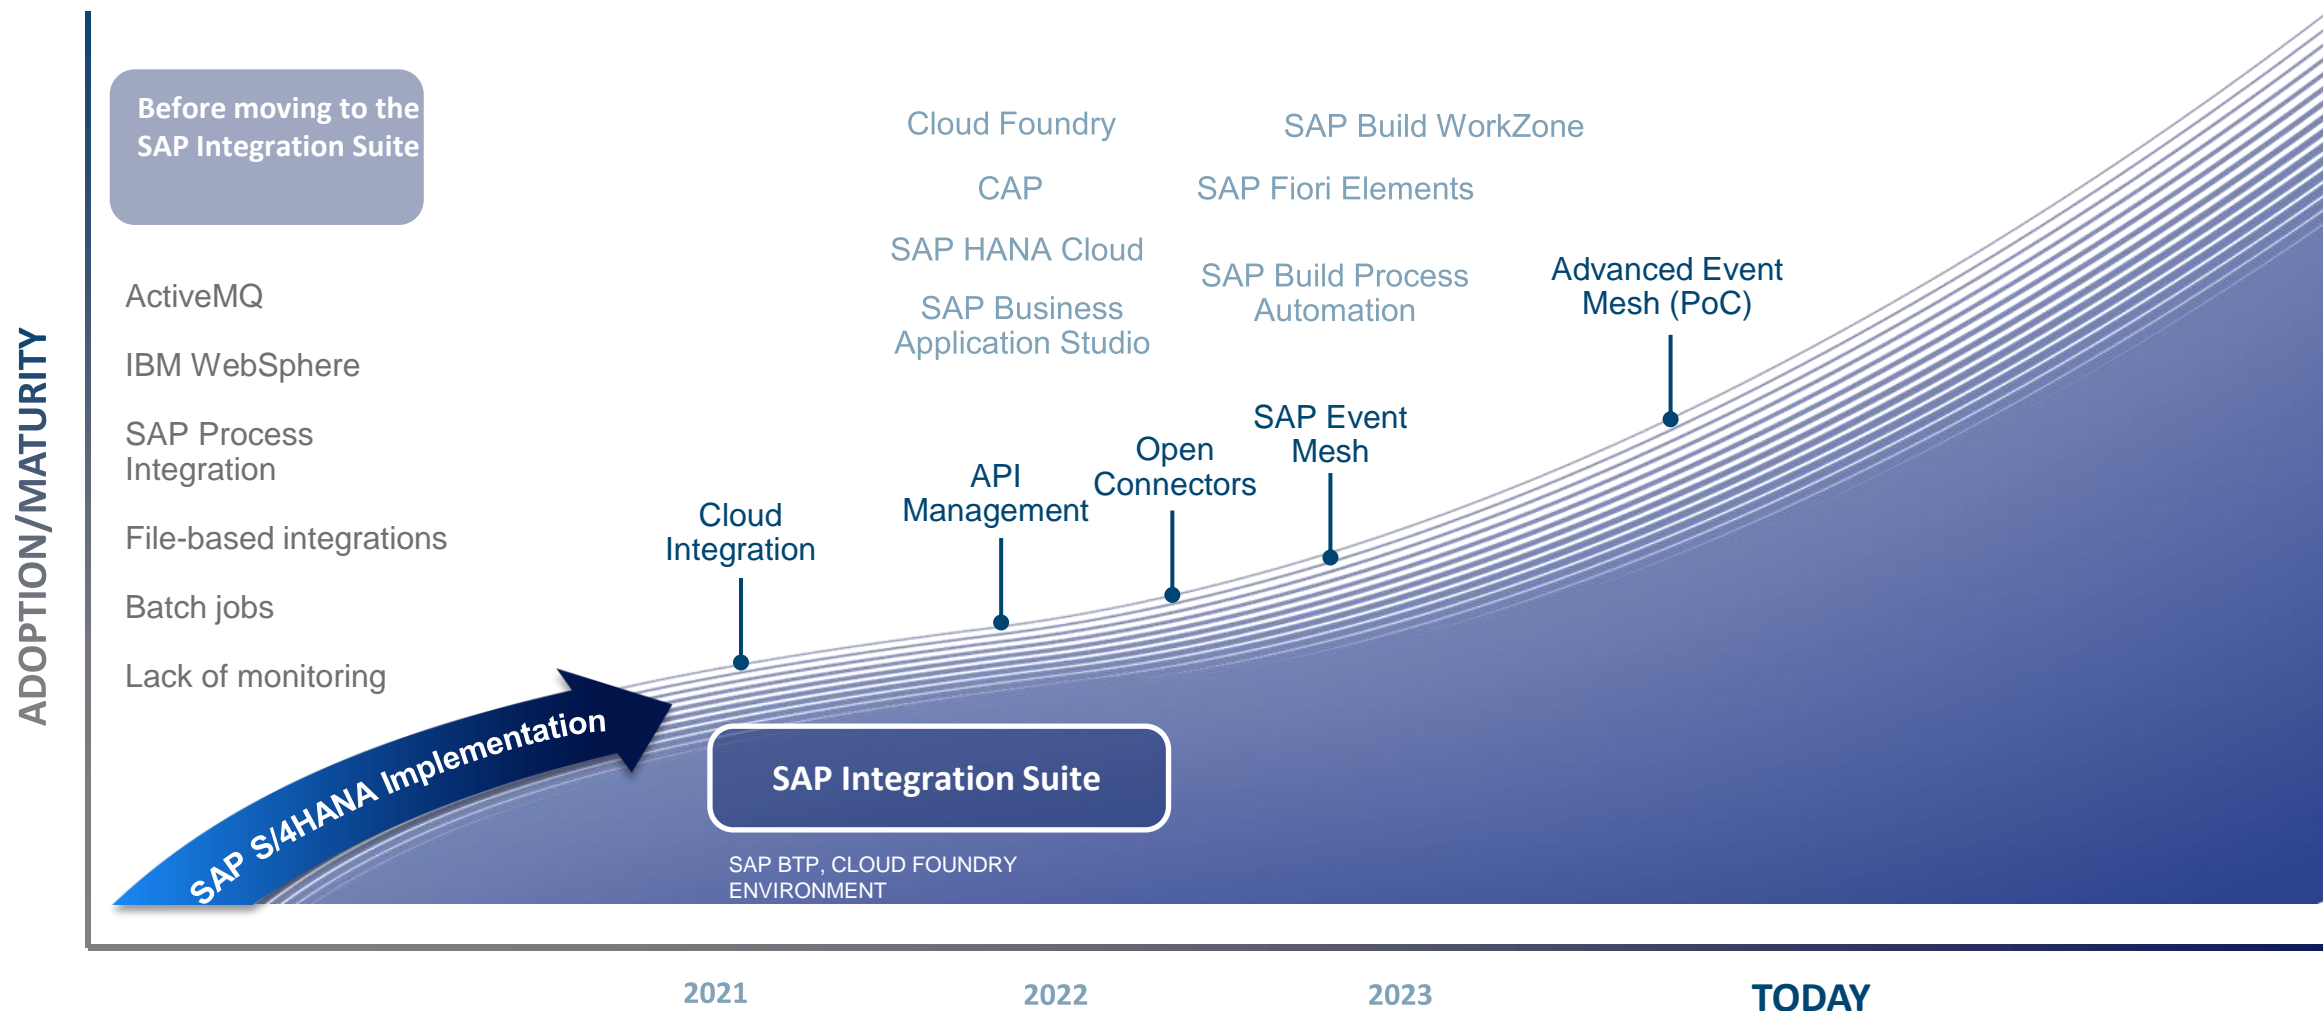 ADOPTION/MATURITY
Before moving to the
SAP Integration Suite
ActiveMQ
IBM WebSphere
SAP Process
Integration
File-based integrations
Batch jobs
Lack of monitoring
SAP S/4HANA Implementation
Cloud Foundry
CAP
SAP HANA Cloud
SAP Business
Application Studio
SAP Build WorkZone
SAP Fiori Elements
SAP Build Process
Automation
Cloud
Integration
API
Management
Open
Connectors
SAP Event
Mesh
Advanced Event
Mesh (PoC)
SAP Integration Suite
SAP BTP, CLOUD FOUNDRY
ENVIRONMENT
2021
2022
2023
TODAY